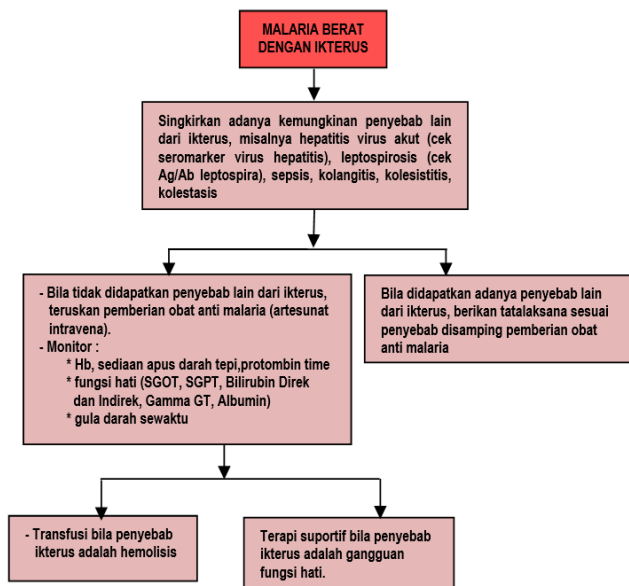 MALARIA BERAT
DENGAN IKTERUS
Singkirkan adanya kemungkinan penyebab lain
dari ikterus, misalnya hepatitis virus akut (cek
seromarker virus hepatitis), leptospirosis (cek
Ag/Ab leptospira), sepsis, kolangitis, kolesistitis,
kolestasis
- Bila tidak didapatkan penyebab lain dari ikterus,
teruskan pemberian obat anti malaria (artesunat
intravena).
- Monitor :
* Hb, sediaan apus darah tepi,protombin time
* fungsi hati (SGOT, SGPT, Bilirubin Direk
dan Indirek, Gamma GT, Albumin)
* gula darah sewaktu
Bila didapatkan adanya penyebab lain
dari ikterus, berikan tatalaksana sesuai
penyebab disamping pemberian obat
anti malaria
- Transfusi bila penyebab
ikterus adalah hemolisis
Terapi suportif bila penyebab
ikterus adalah gangguan
fungsi hati.